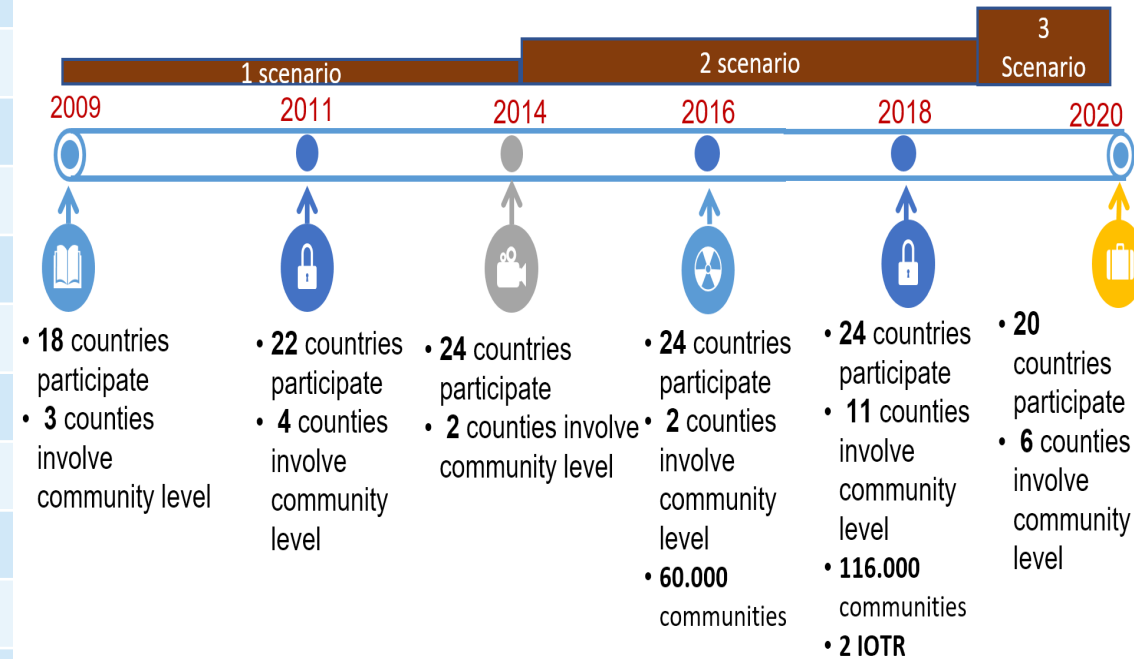 1 scenario
2 scenario
3
Scenario
2009
2011
2014
2016
2018
2020
• 18 countries
participate
• 3 counties
involve
community level
• 22 countries
participate
• 4 counties
involve
community
level
• 24 countries
participate
• 2 counties involve
community level
• 24 countries
participate
• 2 counties
involve
community
level
• 60.000
communities
• 24 countries
participate
• 11 counties
involve
community
level
• 116.000
communities
• 2 IOTR
• 20
countries
participate
• 6 counties
involve
community
level